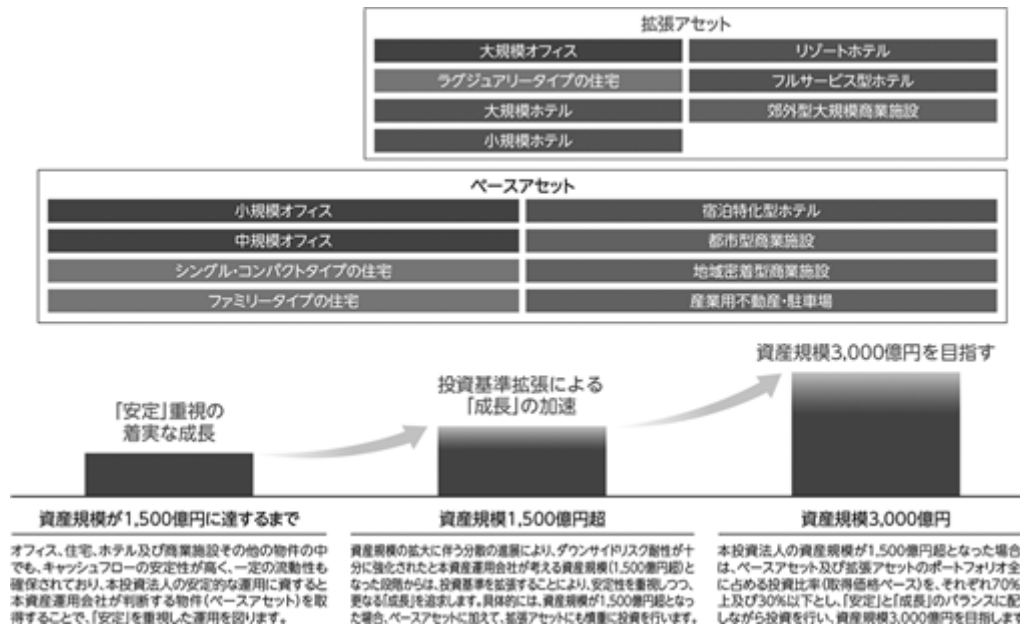 拡張アセット
大規模オフィス
リゾートホテル
ラグジュアリータイプの住宅
フルサービス型ホテル
大規模ホテル
郊外型大規模商業施設
小規模ホテル
ベースアセット
小規模オフィス
宿泊特化型ホテル
中規模オフィス
都市型商業施設
シングル・コンパクトタイプの住宅
地域密着型商業施設
ファミリータイプの住宅
産業用不動産・駐車場
「安定」重視の
着実な成長
投資基準拡張による
「成長」の加速
資産規模3,000億円を目指す
資産規模が1,500億円に達するまで
オフィス、住宅、ホテル及び商業施設その他の物件の中
でも、キャッシュフローの安定性が高く、一定の流動性も
確保されており、本投資法人の安定的な運用に資すると
本資産運用会社が判断する物件(ベースアセット)を取
得することで、「安定」を重視した運用を図ります。
資産規模1,500億円超
資産規模の拡大に伴う分散の進展により、ダウンサイドリスク耐性が十
分に強化されたと本資産運用会社が考える資産規模(1,500億円超)と
なった段階からは、投資基準を拡張することにより、安定性を重視しつつ、
更なる「成長」を追求します。具体的には、資産規模が1,500億円超となっ
た場合、ベースアセットに加えて、拡張アセットにも慎重に投資を行います。
資産規模3,000億円
本投資法人の資産規模が1,500億円超となった場合
は、ベースアセット及び拡張アセットのポートフォリオ全
に占める投資比率(取得価格ベース)を、それぞれ70%
上及び30%以下とし、「安定」と「成長」のバランスに配
しながら投資を行い、資産規模3,000億円を目指します